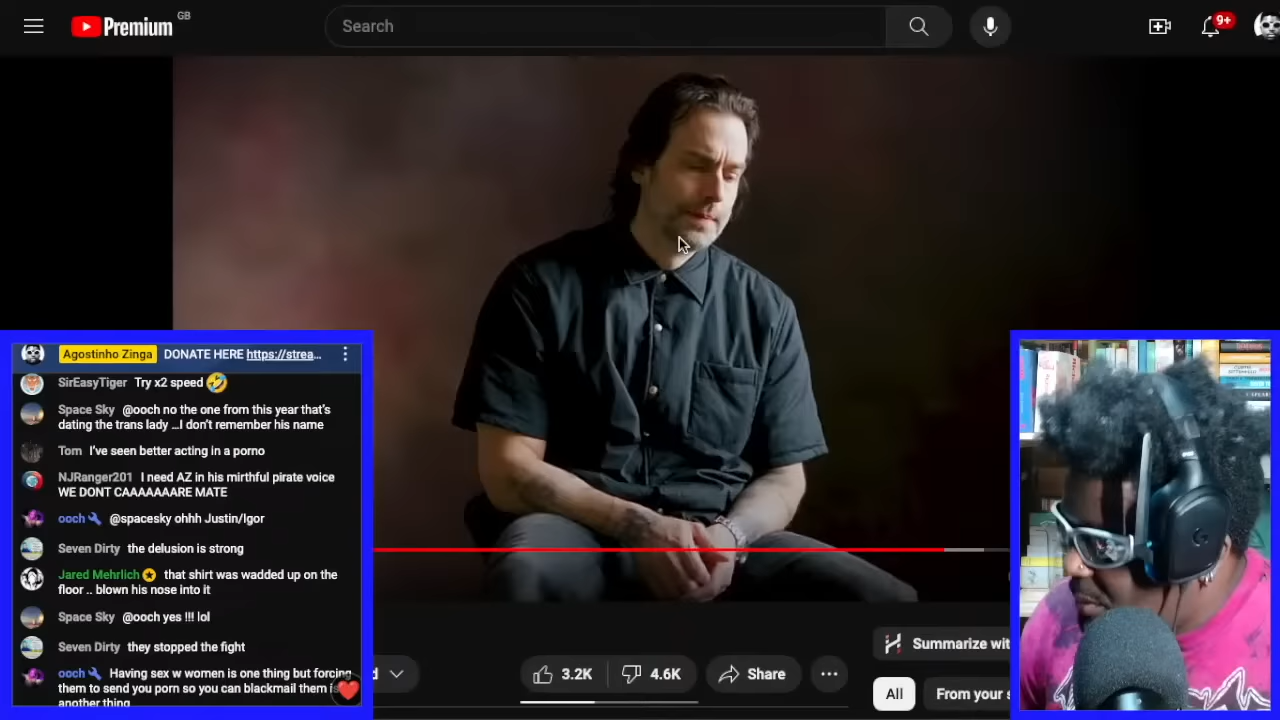 Premium GB
Search
9+
Agostinho Zinga DONATE HERE https://strea...
SirEasyTiger Try x2 speed
Space Sky @ooch no the one from this year that's
dating the trans lady ...I don't remember his name
Tom I've seen better acting in a porno
NJRanger201 I need AZ in his mirthful pirate voice
WE DONT CAAAAAARE MATE
ooch @spacesky ohhh Justin/Igor
Seven Dirty the delusion is strong
Jared Mehrlich that shirt was wadded up on the
floor .. blown his nose into it
Space Sky @ooch yes !!! lol
Seven Dirty they stopped the fight
ooch Having sex w women is one thing but forcing
them to send you porn so you can blackmail them
another thing
d
3.2K
4.6K
Share
Summarize wit
All
From your s